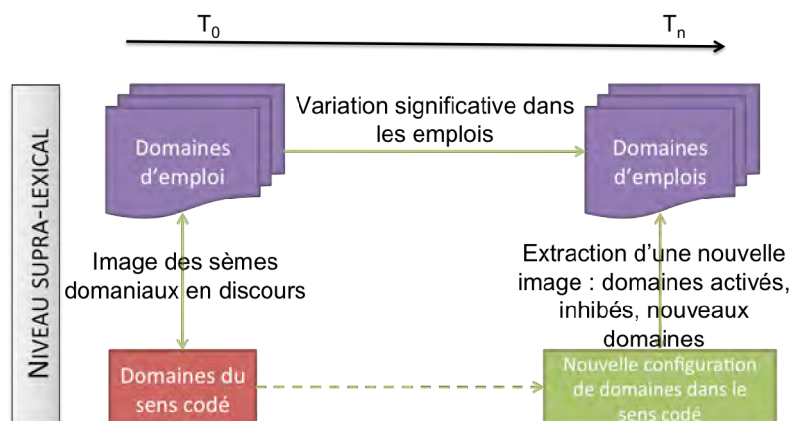 T0
Tn
NIVEAU SUPRA-LEXICAL
Domaines
d'emploi
Variation significative dans
les emplois
Domaines
d'emplois
Image des sèmes
domaniaux en discours
Extraction d'une nouvelle
image : domaines activés,
inhibés, nouveaux
domaines
Domaines du
sens codé
Nouvelle configuration
de domaines dans le
sens codé